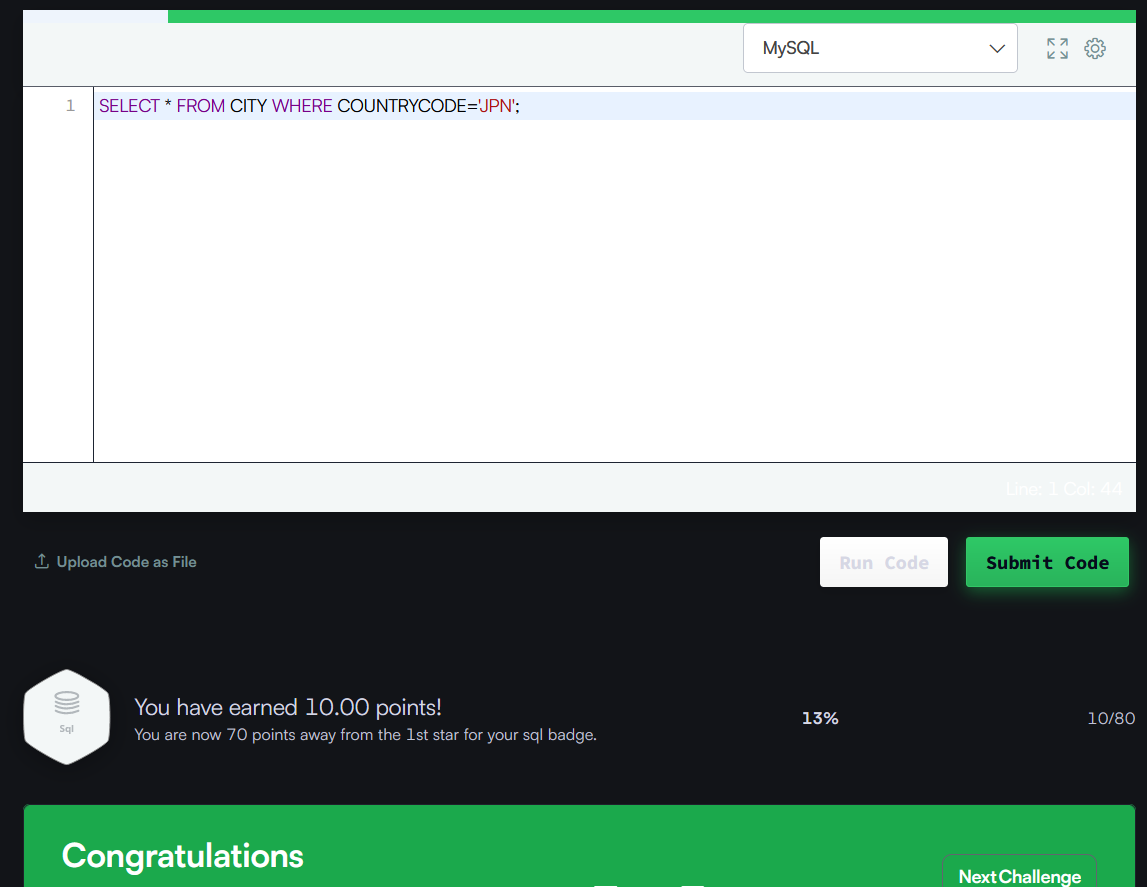 MySQL
1 SELECT * FROM CITY WHERE COUNTRYCODE='JPN';
Line: 1 Col: 44
Upload Code as File
Run Code
Submit Code
Sql
You have earned 10.00 points!
You are now 70 points away from the 1st star for your sql badge.
13%
10/80
Congratulations
Next Challenge